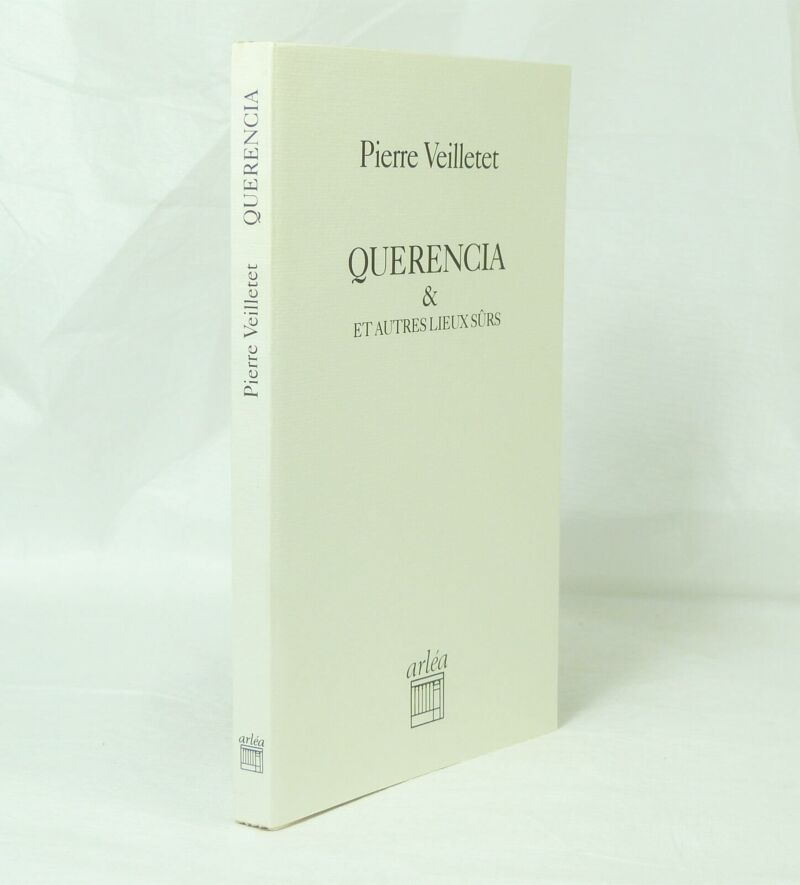 QUERENCIA
Pierre Veilletet
arléa
Pierre Veilletet
QUERENCIA
&
ET AUTRES LIEUX SÛRS
arléa